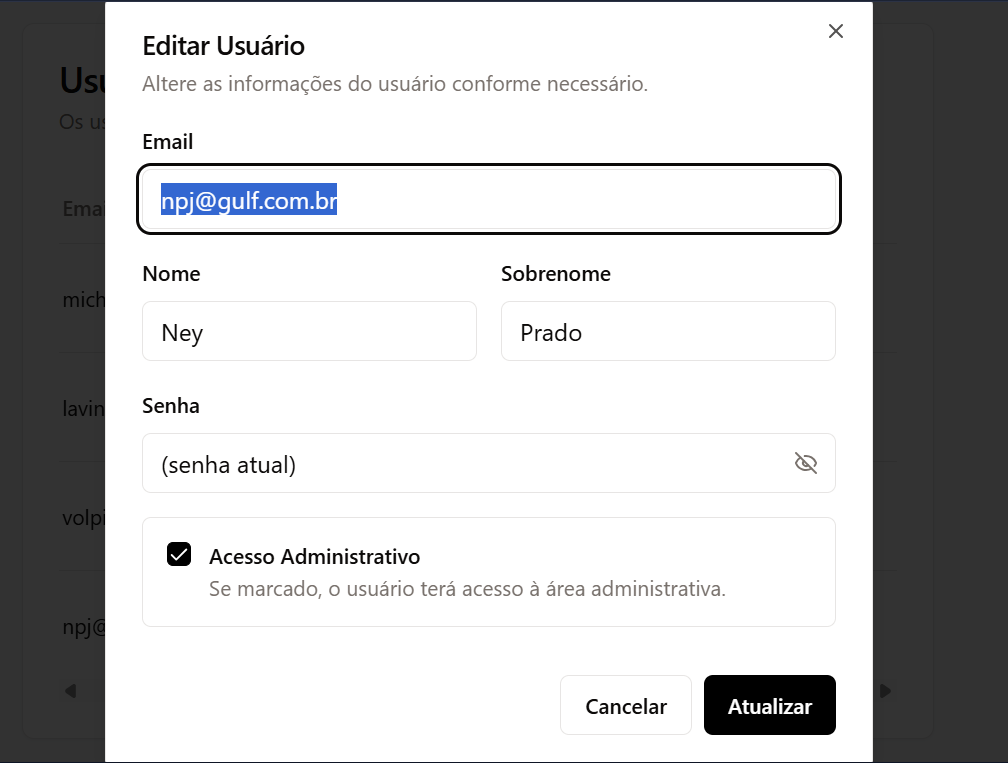 Editar Usuário
Altere as informações do usuário conforme necessário.
Email
npj@gulf.com.br
Nome
Sobrenome
Ney
Prado
Senha
(senha atual)
Acesso Administrativo
Se marcado, o usuário terá acesso à área administrativa.
Cancelar
Atualizar
Usu
Os us
Emai
mich
lavin
volpi
npj@